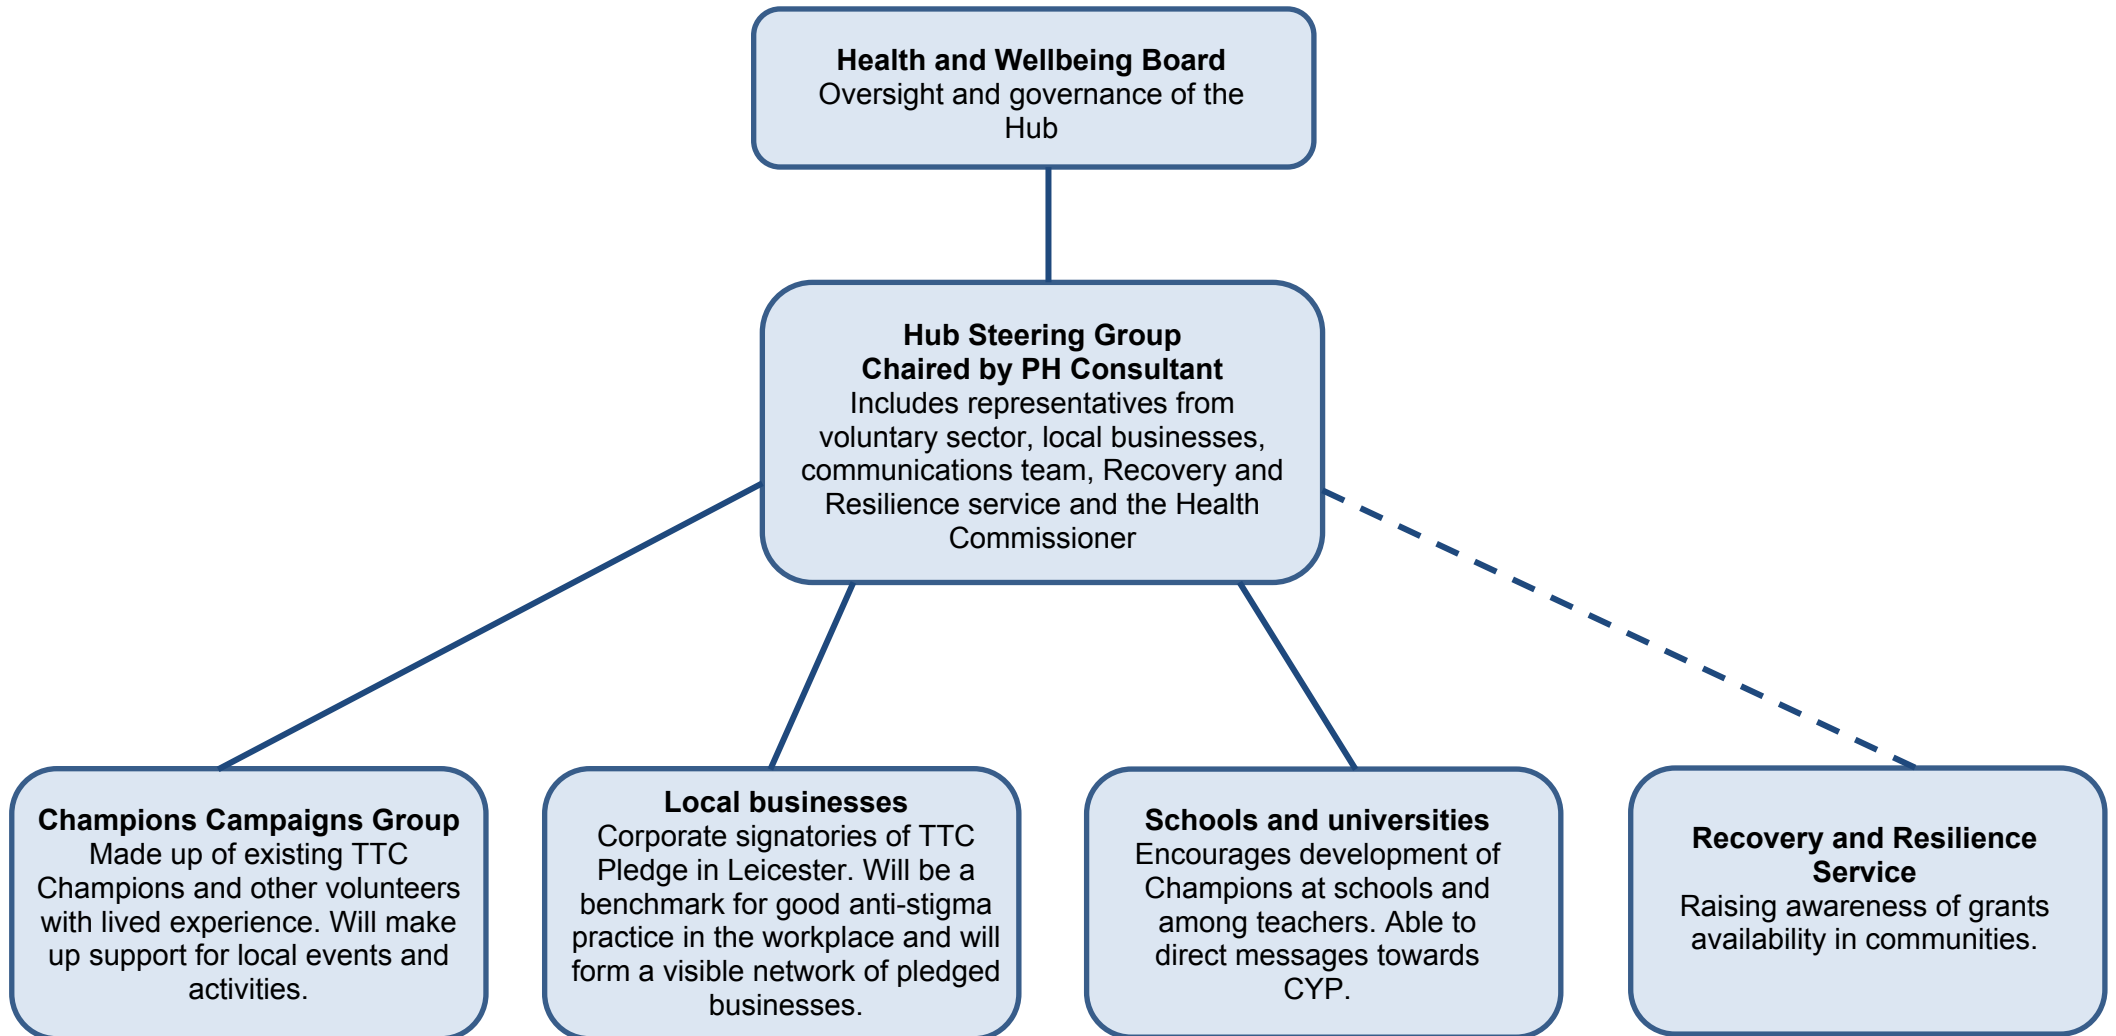 Health and Wellbeing Board
Oversight and governance of the
Hub
Hub Steering Group
Chaired by PH Consultant
Includes representatives from
voluntary sector, local businesses,
communications team, Recovery and
Resilience service and the Health
Commissioner
Champions Campaigns Group
Made up of existing TTC
Champions and other volunteers
with lived experience. Will make
up support for local events and
activities.
Local businesses
Corporate signatories of TTC
Pledge in Leicester. Will be a
benchmark for good anti-stigma
practice in the workplace and will
form a visible network of pledged
businesses.
Schools and universities
Encourages development of
Champions at schools and
among teachers. Able to
direct messages towards
CYP.
Recovery and Resilience
Service
Raising awareness of grants
availability in communities.